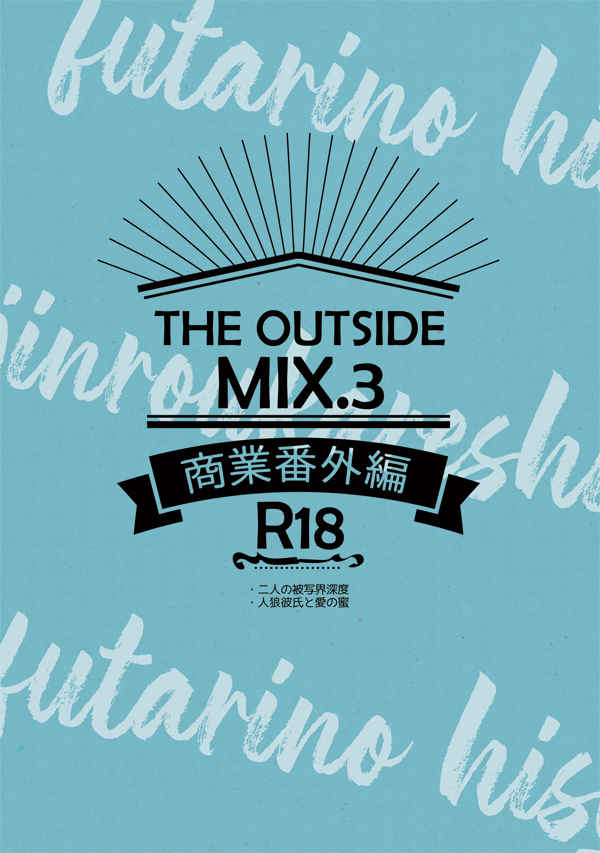 futarino hi
THE OUTSIDE
MIX.3
jinroukareshi
商業番外編
R18
・二人の被写界深度
・人狼彼氏と愛の蜜
futarino his